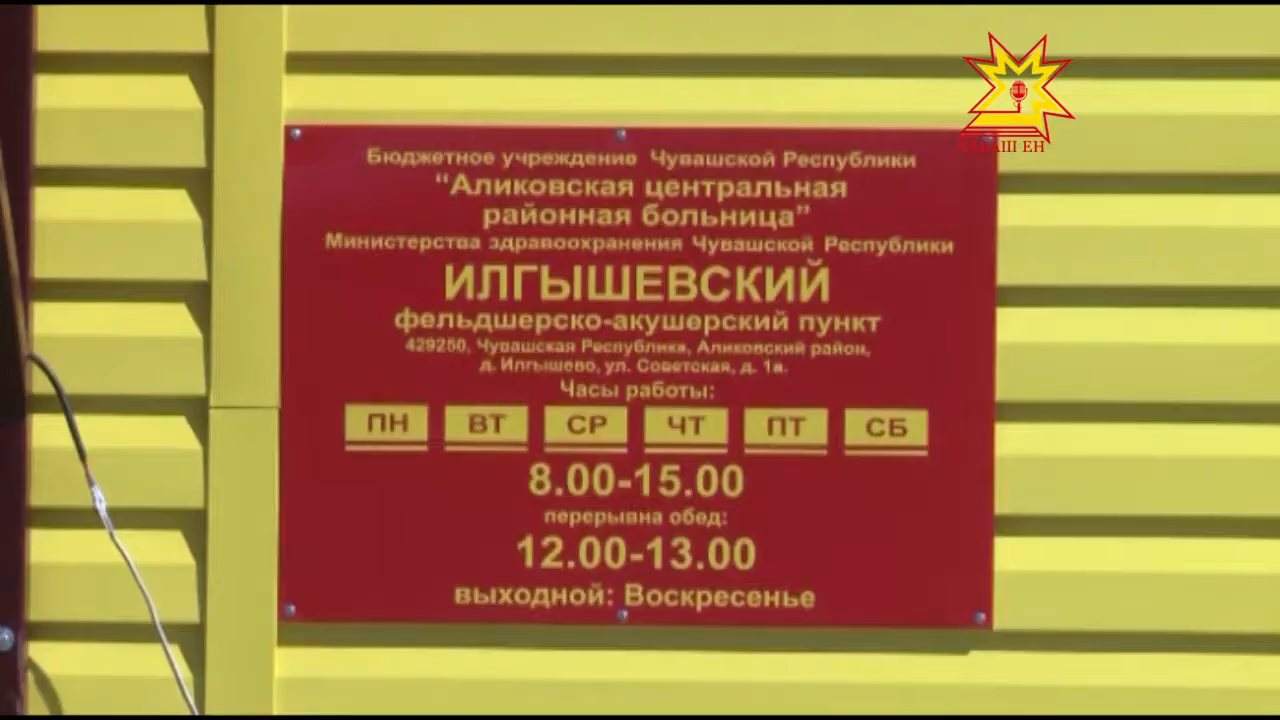 Бюджетное учреждение Чувашской Республики
“Аликовская центральная
районная больница”
Министерства здравоохранения Чувашской Республики
ИЛГЫШЕВСКИЙ
фельдшерско-акушерский пункт
429250, Чувашская Республика, Аликовский район,
д. Илгышево, ул. Советская, д. 1а.
Часы работы:
ПН ВТ СР ЧТ ПТ СБ
8.00-15.00
перерывна обед:
12.00-13.00
выходной: Воскресенье
ЕН